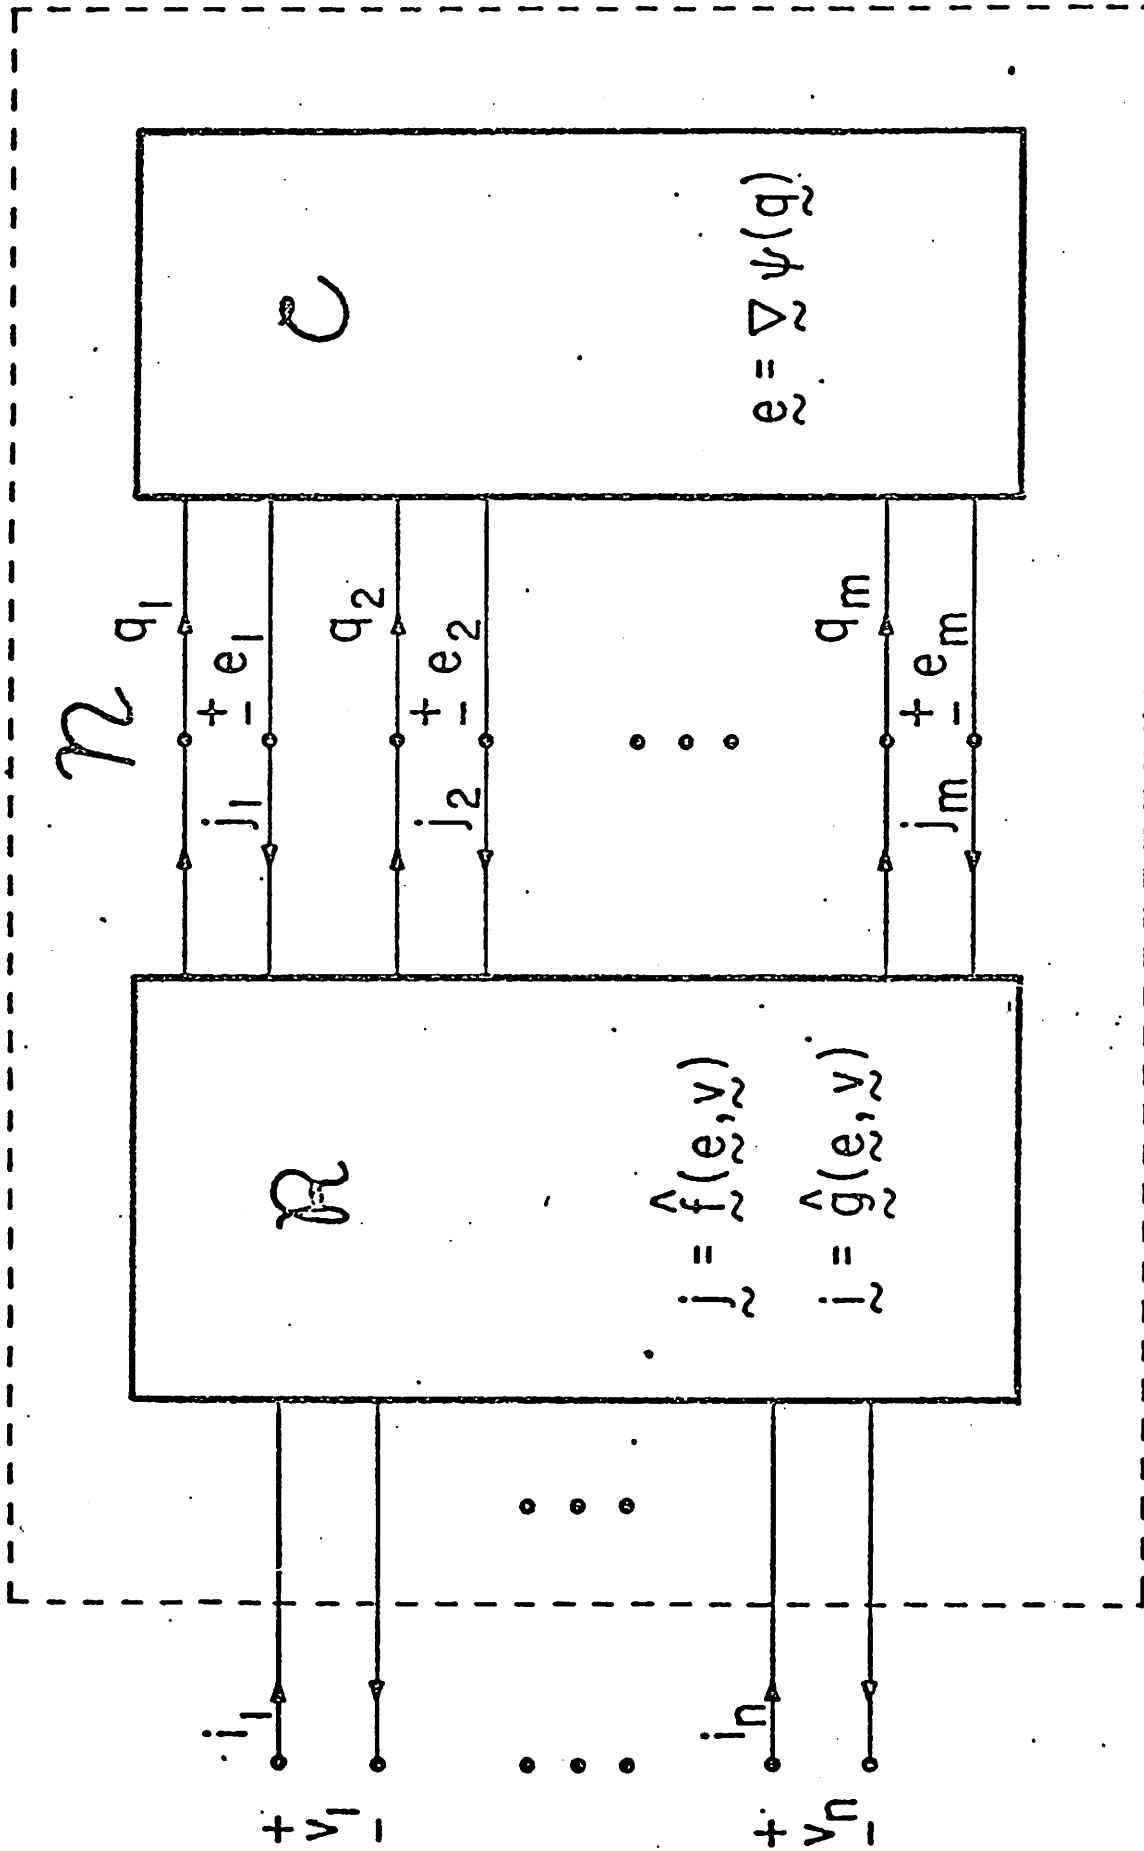 𝒩
+ v₁ −
i₁
+ vₙ −
iₙ
ℛ
j = f̂(e, v)
i = ĝ(e, v)
j₁ + e₁ − q₁
j₂ + e₂ − q₂
jₘ + eₘ − qₘ
𝒞
e = ∇ψ(q)